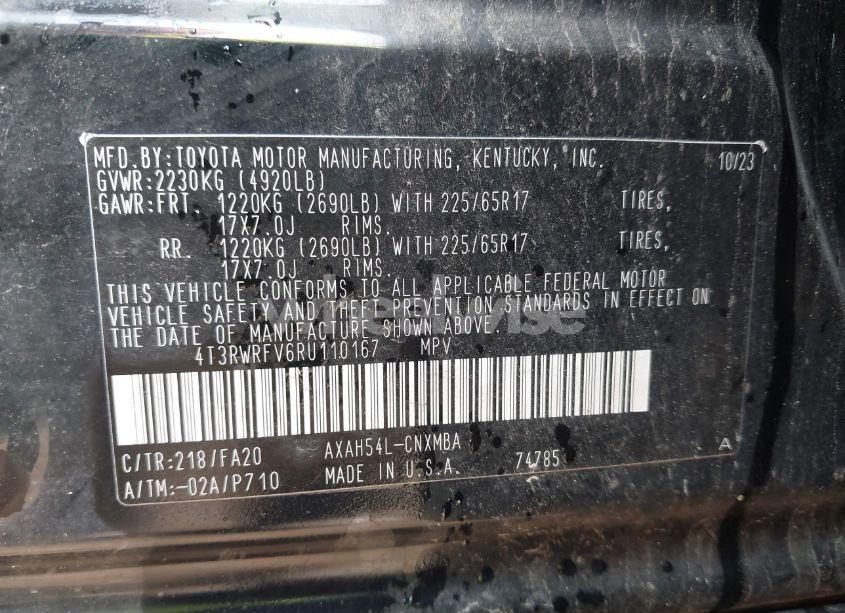 MFD.BY:TOYOTA MOTOR MANUFACTURING, KENTUCKY, INC. 10/23
GVWR:2230KG (4920LB)
GAWR:FRT 1220KG (2690LB) WITH 225/65R17 TIRES,
17X7.0J RIMS.
RR. 1220KG (2690LB) WITH 225/65R17 TIRES,
17X7.0J RIMS.
THIS VEHICLE CONFORMS TO ALL APPLICABLE FEDERAL MOTOR
VEHICLE SAFETY AND THEFT PREVENTION STANDARDS IN EFFECT ON
THE DATE OF MANUFACTURE SHOWN ABOVE.
4T3RWRFV6RU110167 MPV
C/TR:218/FA20 AXAH54L-CNXMBA A
A/TM:-02A/P710 MADE IN U.S.A. 74785